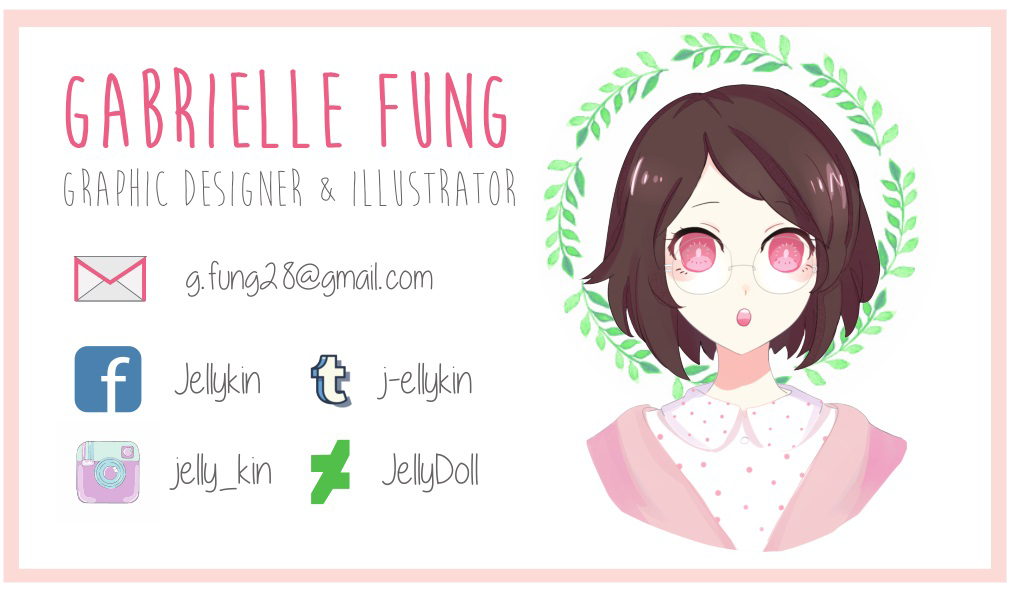 GABRIELLE FUNG
GRAPHIC DESIGNER & ILLUSTRATOR
g.fung28@gmail.com
f Jellykin t j-ellykin
jelly_kin JellyDoll